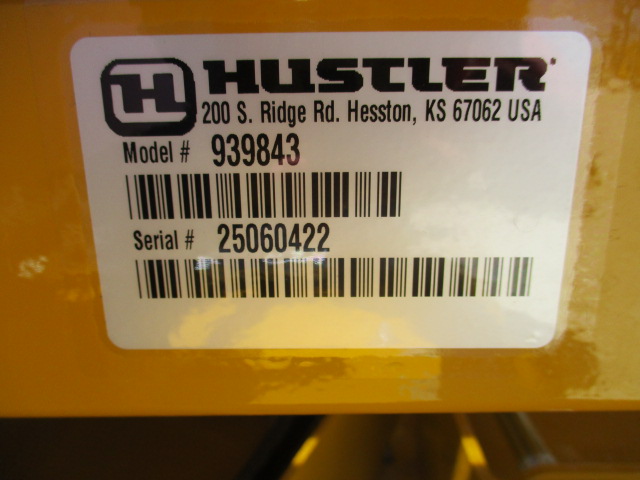 H HUSTLER
200 S. Ridge Rd. Hesston, KS 67062 USA
Model # 939843
Serial # 25060422